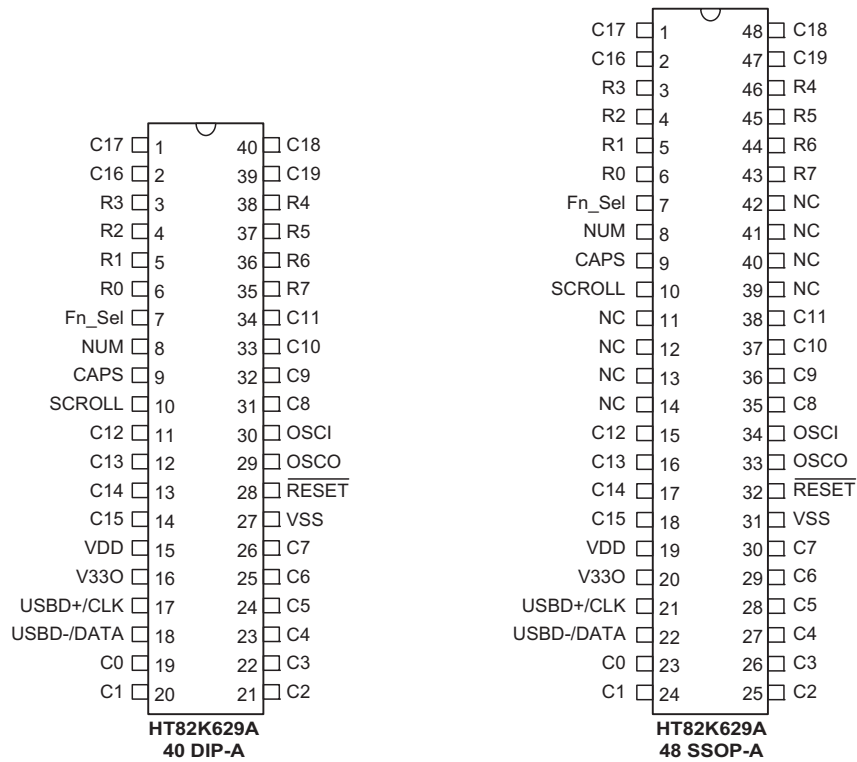 C17 1 40 C18
C16 2 39 C19
R3 3 38 R4
R2 4 37 R5
R1 5 36 R6
R0 6 35 R7
Fn_Sel 7 34 C11
NUM 8 33 C10
CAPS 9 32 C9
SCROLL 10 31 C8
C12 11 30 OSCI
C13 12 29 OSCO
C14 13 28 RESET
C15 14 27 VSS
VDD 15 26 C7
V33O 16 25 C6
USBD+/CLK 17 24 C5
USBD-/DATA 18 23 C4
C0 19 22 C3
C1 20 21 C2
HT82K629A
40 DIP-A
C17 1 48 C18
C16 2 47 C19
R3 3 46 R4
R2 4 45 R5
R1 5 44 R6
R0 6 43 R7
Fn_Sel 7 42 NC
NUM 8 41 NC
CAPS 9 40 NC
SCROLL 10 39 NC
NC 11 38 C11
NC 12 37 C10
NC 13 36 C9
NC 14 35 C8
C12 15 34 OSCI
C13 16 33 OSCO
C14 17 32 RESET
C15 18 31 VSS
VDD 19 30 C7
V33O 20 29 C6
USBD+/CLK 21 28 C5
USBD-/DATA 22 27 C4
C0 23 26 C3
C1 24 25 C2
HT82K629A
48 SSOP-A